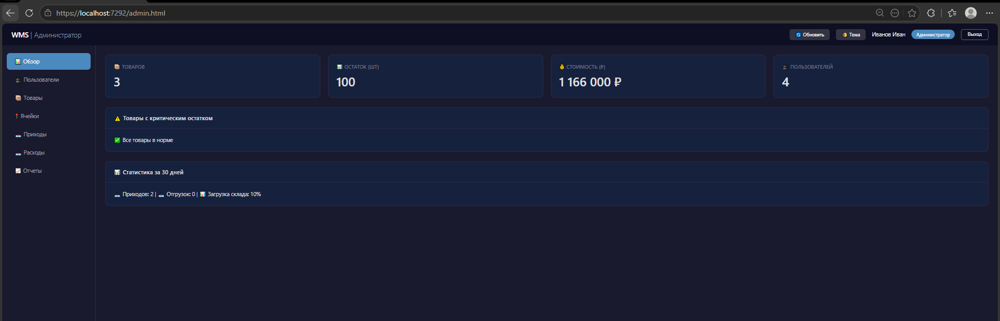 https://localhost:7292/admin.html
WMS | Администратор
Обновить
Тема
Иванов Иван
Администратор
Выход
Обзор
Пользователи
Товары
Ячейки
Приходы
Расходы
Отчеты
ТОВАРОВ
3
ОСТАТОК (ШТ)
100
СТОИМОСТЬ (₽)
1 166 000 ₽
ПОЛЬЗОВАТЕЛЕЙ
4
Товары с критическим остатком
Все товары в норме
Статистика за 30 дней
Приходов: 2 | Отгрузок: 0 | Загрузка склада: 10%